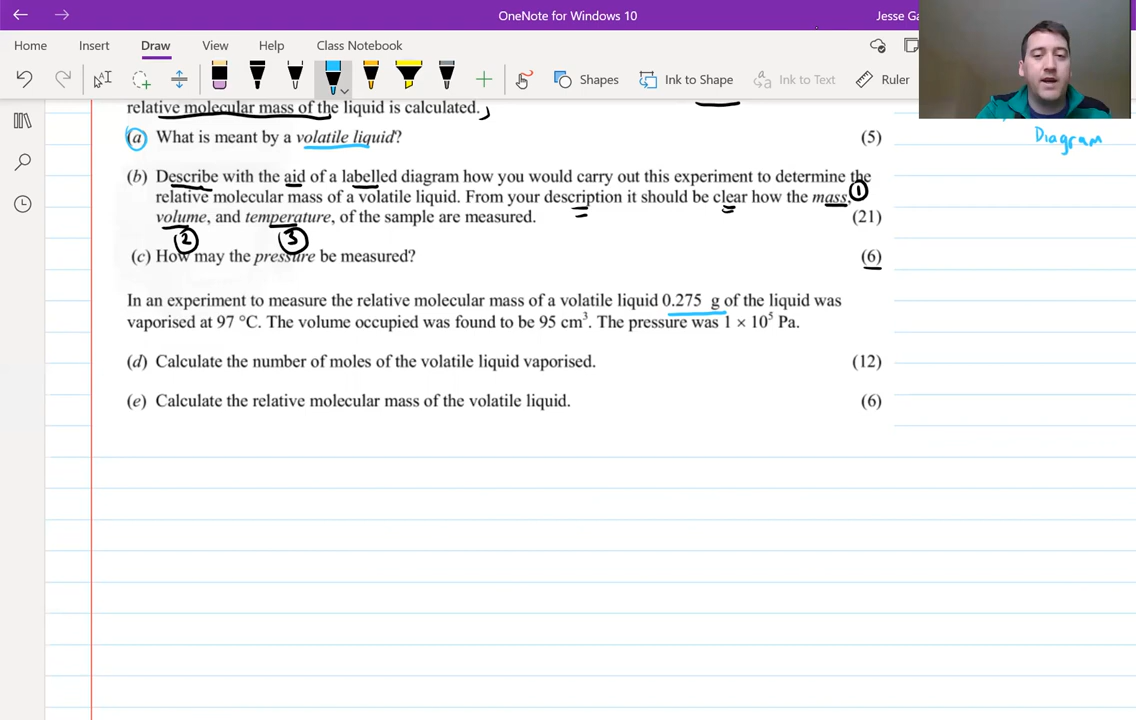 OneNote for Windows 10
Jesse Ga
Home Insert Draw View Help Class Notebook
Shapes Ink to Shape Ink to Text Ruler
relative molecular mass of the liquid is calculated.
Diagram
(a) What is meant by a volatile liquid? (5)
(b) Describe with the aid of a labelled diagram how you would carry out this experiment to determine the
relative molecular mass of a volatile liquid. From your description it should be clear how the mass, 1
volume, and temperature, of the sample are measured. (21)
2 3
(c) How may the pressure be measured? (6)
In an experiment to measure the relative molecular mass of a volatile liquid 0.275 g of the liquid was
vaporised at 97 °C. The volume occupied was found to be 95 cm³. The pressure was 1 × 10⁵ Pa.
(d) Calculate the number of moles of the volatile liquid vaporised. (12)
(e) Calculate the relative molecular mass of the volatile liquid. (6)